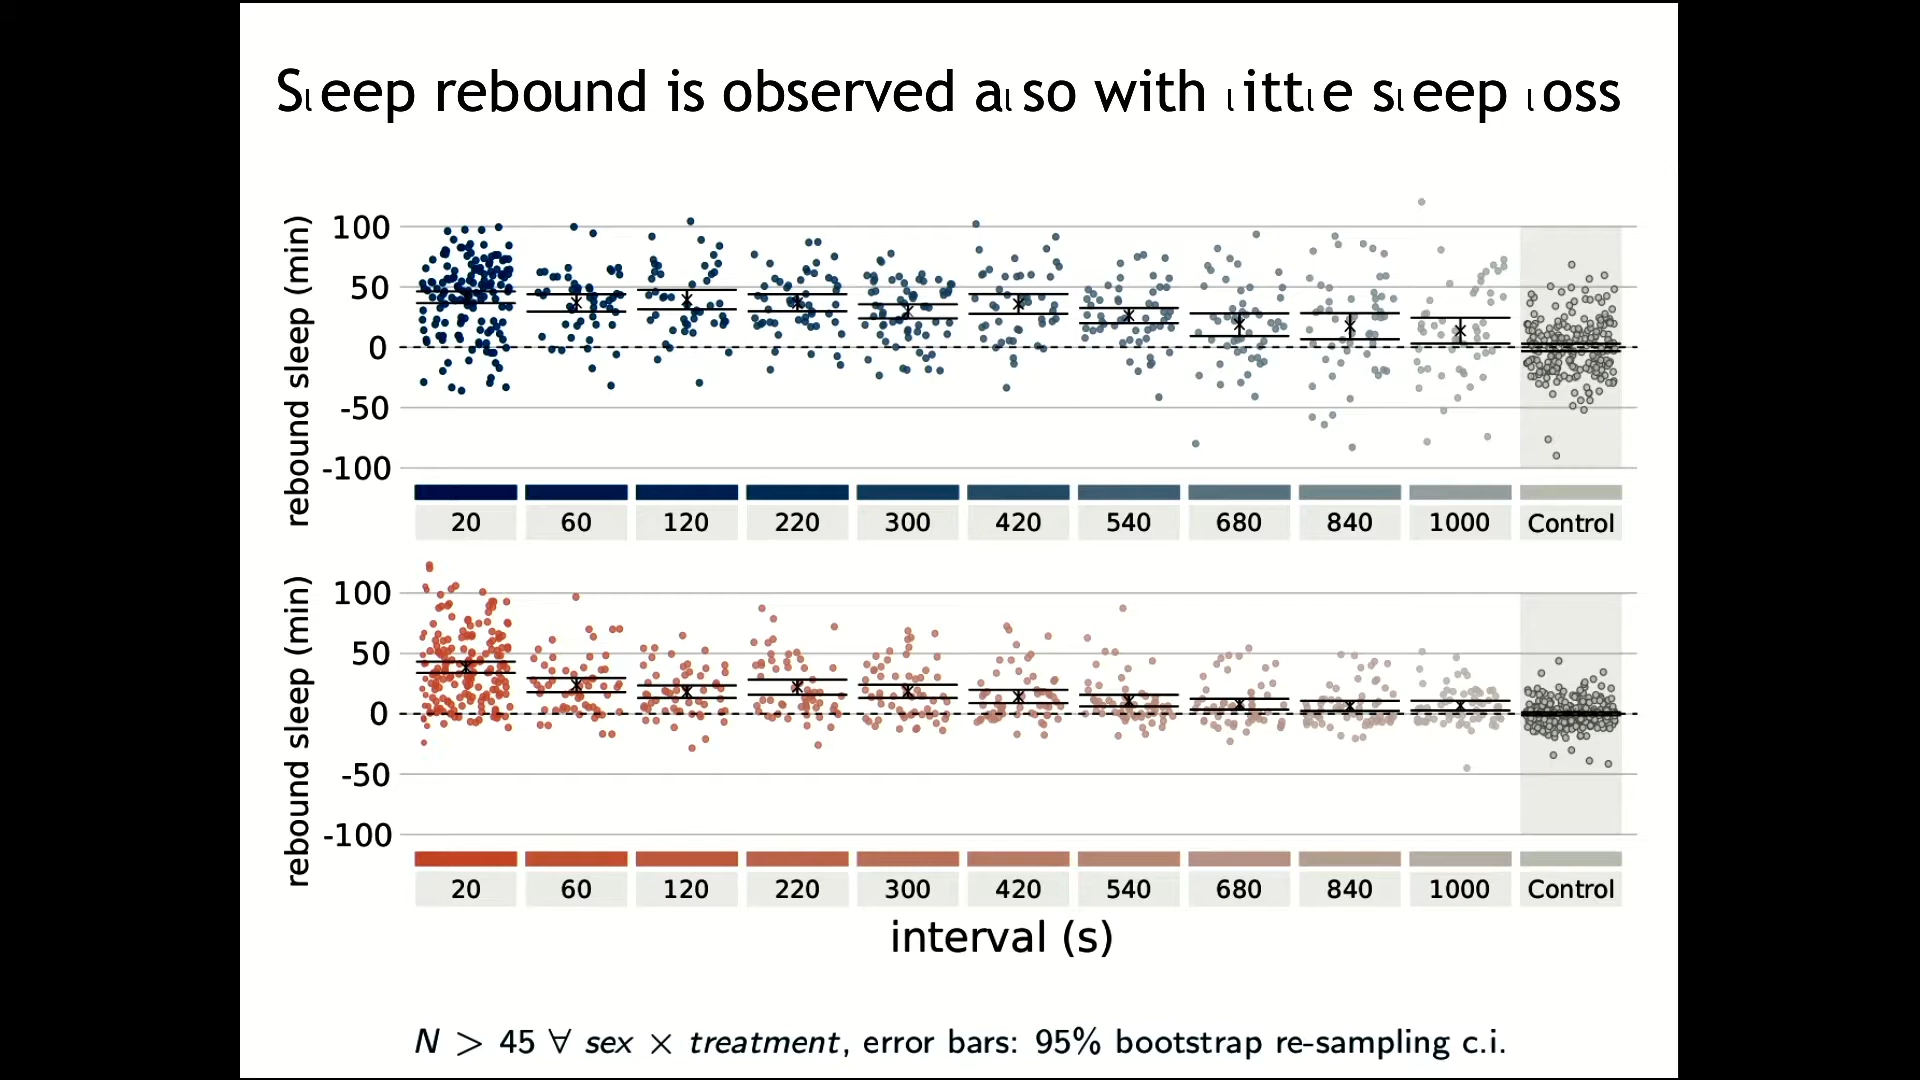 Sleep rebound is observed also with little sleep loss
rebound sleep (min)
100
50
0
-50
-100
20 60 120 220 300 420 540 680 840 1000 Control
rebound sleep (min)
100
50
0
-50
-100
20 60 120 220 300 420 540 680 840 1000 Control
interval (s)
N > 45 ∀ sex × treatment, error bars: 95% bootstrap re-sampling c.i.